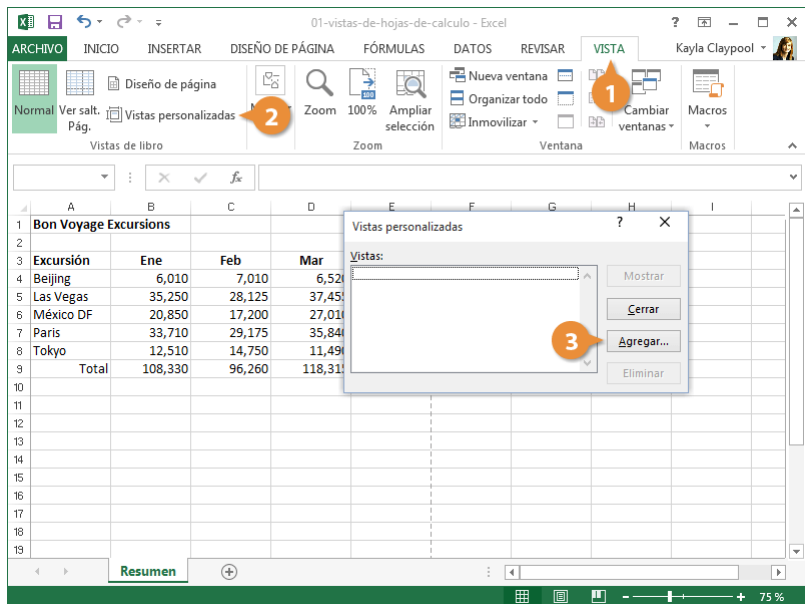 01-vistas-de-hojas-de-calculo - Excel
ARCHIVO INICIO INSERTAR DISEÑO DE PÁGINA FÓRMULAS DATOS REVISAR VISTA Kayla Claypool
Normal
Ver salt. Pág.
Diseño de página
Vistas personalizadas
Vistas de libro
Zoom
100%
Ampliar selección
Zoom
Nueva ventana
Organizar todo
Inmovilizar
Cambiar ventanas
Ventana
Macros
Macros
1
2
fx
A B C D E F G H I
1 Bon Voyage Excursions
2
3 Excursión Ene Feb Mar
4 Beijing 6,010 7,010 6,520
5 Las Vegas 35,250 28,125
6 México DF 20,850 17,200
7 Paris 33,710 29,175
8 Tokyo 12,510 14,750
9 Total 108,330 96,260
10
11
12
13
14
15
16
17
18
19
Vistas personalizadas ?
Vistas:
Mostrar
Cerrar
3
Agregar...
Eliminar
Resumen
75 %